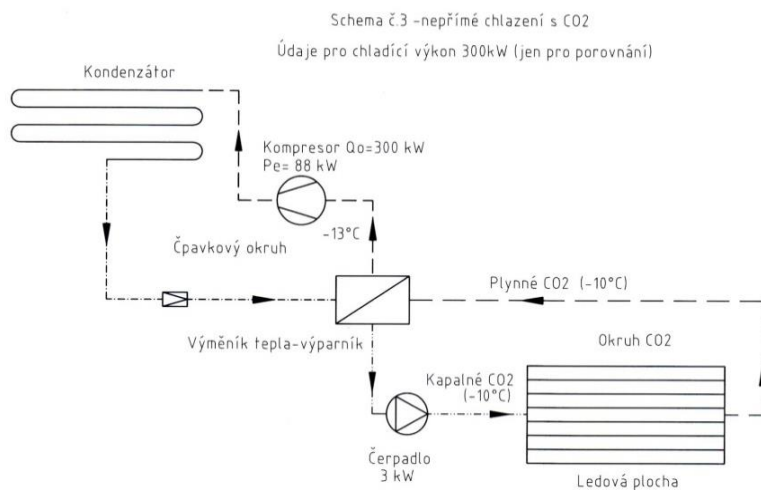 Schema č.3 -nepřímé chlazení s CO2
Údaje pro chladící výkon 300kW (jen pro porovnání)
Kondenzátor
Kompresor Qo=300 kW
Pe= 88 kW
-13°C
Čpavkový okruh
Plynné CO2 (-10°C)
Výměník tepla-výparník
Okruh CO2
Kapalné CO2
(-10°C)
Čerpadlo
3 kW
Ledová plocha